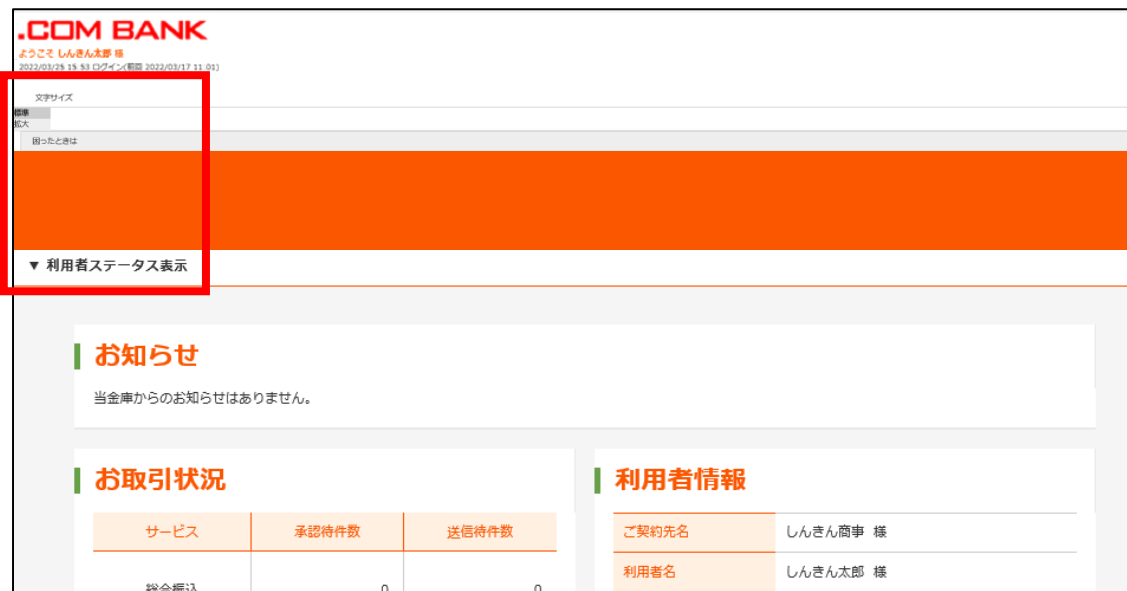 .COM BANK
ようこそ しんきん太郎 様
2022/03/25 15:53 ログイン(前回 2022/03/17 11:01)
文字サイズ
標準
拡大
困ったときは
▼ 利用者ステータス表示
お知らせ
当金庫からのお知らせはありません。
お取引状況
サービス 承認待件数 送信待件数
総合振込 0 0
利用者情報
ご契約先名 しんきん商事 様
利用者名 しんきん太郎 様